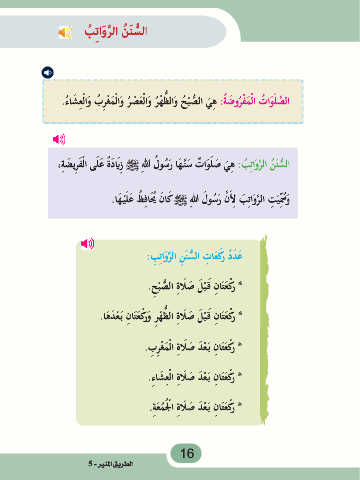 السُّنَنُ الرَّوَاتِبُ
الصَّلَوَاتُ الْمَفْرُوضَةُ: هِيَ الصُّبْحُ وَالظُّهْرُ وَالْعَصْرُ وَالْمَغْرِبُ وَالْعِشَاءُ.
السُّنَنُ الرَّوَاتِبُ: هِيَ صَلَوَاتٌ سَنَّهَا رَسُولُ اللهِ ﷺ زِيَادَةً عَلَى الْفَرِيضَةِ،
وَسُمِّيَتِ الرَّوَاتِبَ لِأَنَّ رَسُولَ اللهِ ﷺ كَانَ يُحَافِظُ عَلَيْهَا.
عَدَدُ رَكَعَاتِ السُّنَنِ الرَّوَاتِبِ:
* رَكْعَتَانِ قَبْلَ صَلَاةِ الصُّبْحِ.
* رَكْعَتَانِ قَبْلَ صَلَاةِ الظُّهْرِ وَرَكْعَتَانِ بَعْدَهَا.
* رَكْعَتَانِ بَعْدَ صَلَاةِ الْمَغْرِبِ.
* رَكْعَتَانِ بَعْدَ صَلَاةِ الْعِشَاءِ.
* رَكْعَتَانِ بَعْدَ صَلَاةِ الْجُمُعَةِ.
16
الطريق المنير - 5